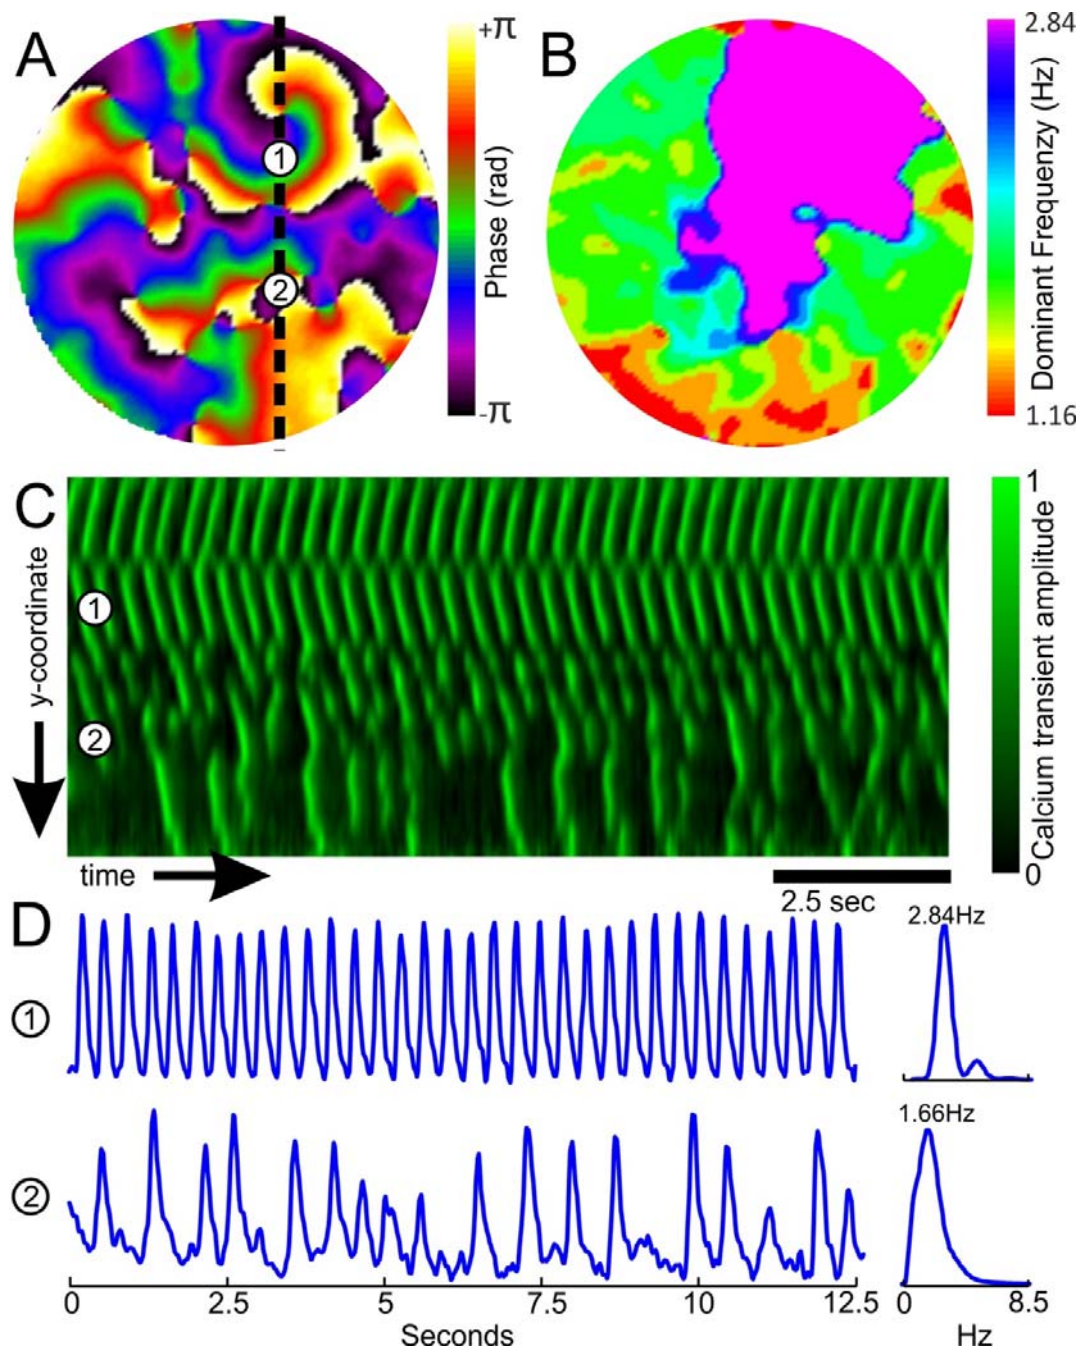 A
+π
Phase (rad)
-π
1
2
B
2.84
Dominant Frequenzy (Hz)
1.16
C
y-coordinate
1
2
time
2.5 sec
1
Calcium transient amplitude
0
D
1
2.84Hz
2
1.66Hz
0 2.5 5 7.5 10 12.5
Seconds
0 8.5
Hz